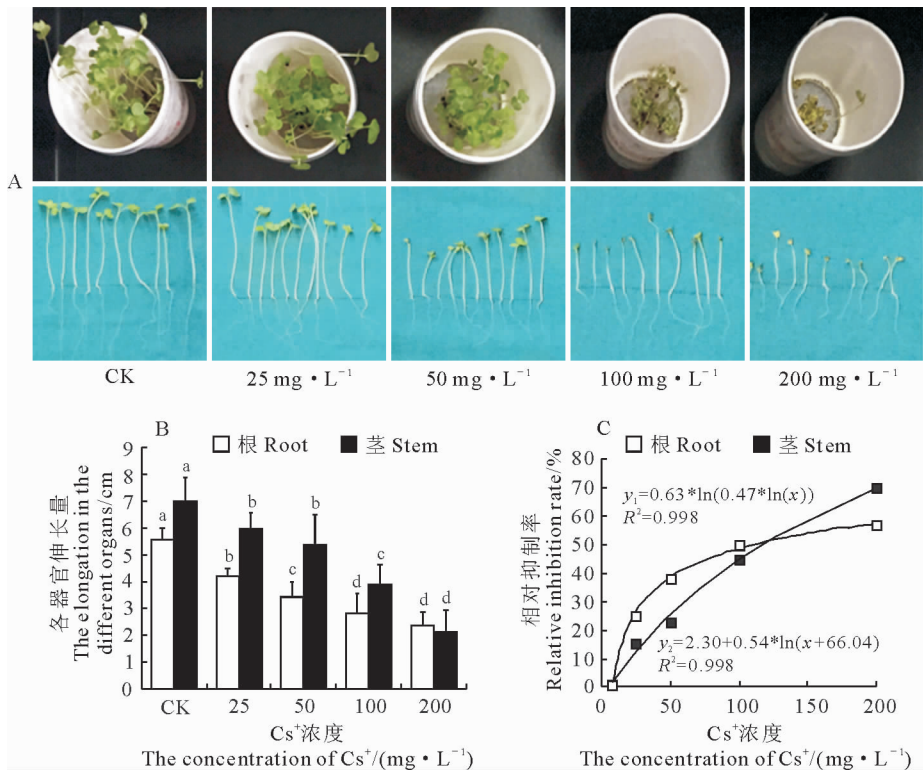 A
CK
25 mg · L⁻¹
50 mg · L⁻¹
100 mg · L⁻¹
200 mg · L⁻¹
B
根 Root
茎 Stem
各器官伸长量
The elongation in the
different organs/cm
9
8
7
6
5
4
3
2
1
0
a
a
b
b
c
b
d
c
d
d
CK
25
50
100
200
Cs⁺浓度
The concentration of Cs⁺/(mg · L⁻¹)
C
根 Root
茎 Stem
相对抑制率
Relative inhibition rate/%
80
70
60
50
40
30
20
10
0
y₁=0.63*ln(0.47*ln(x))
R²=0.998
y₂=2.30+0.54*ln(x+66.04)
R²=0.998
0
50
100
150
200
Cs⁺浓度
The concentration of Cs⁺/(mg · L⁻¹)